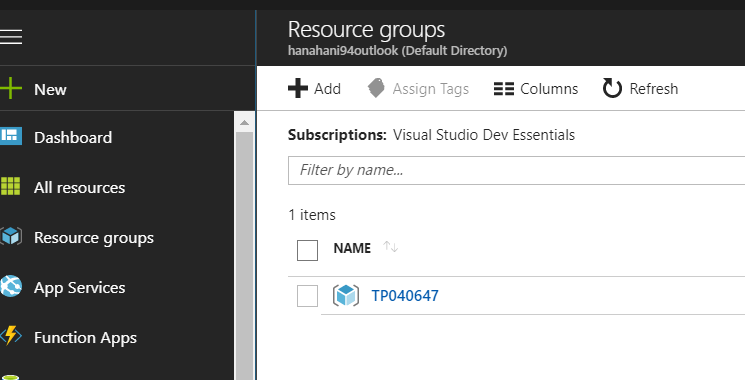 Resource groups
hanahani94outlook (Default Directory)
New
Dashboard
All resources
Resource groups
App Services
Function Apps
Add
Assign Tags
Columns
Refresh
Subscriptions: Visual Studio Dev Essentials
Filter by name...
1 items
NAME
TP040647